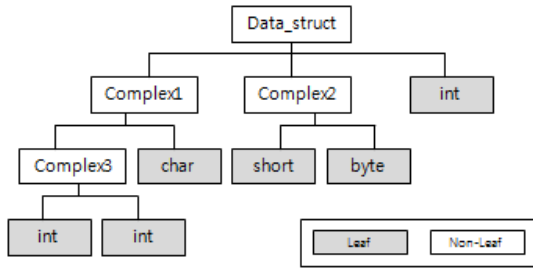 Data_struct
Complex1 Complex2 int
Complex3 char short byte
int int
Leaf Non-Leaf